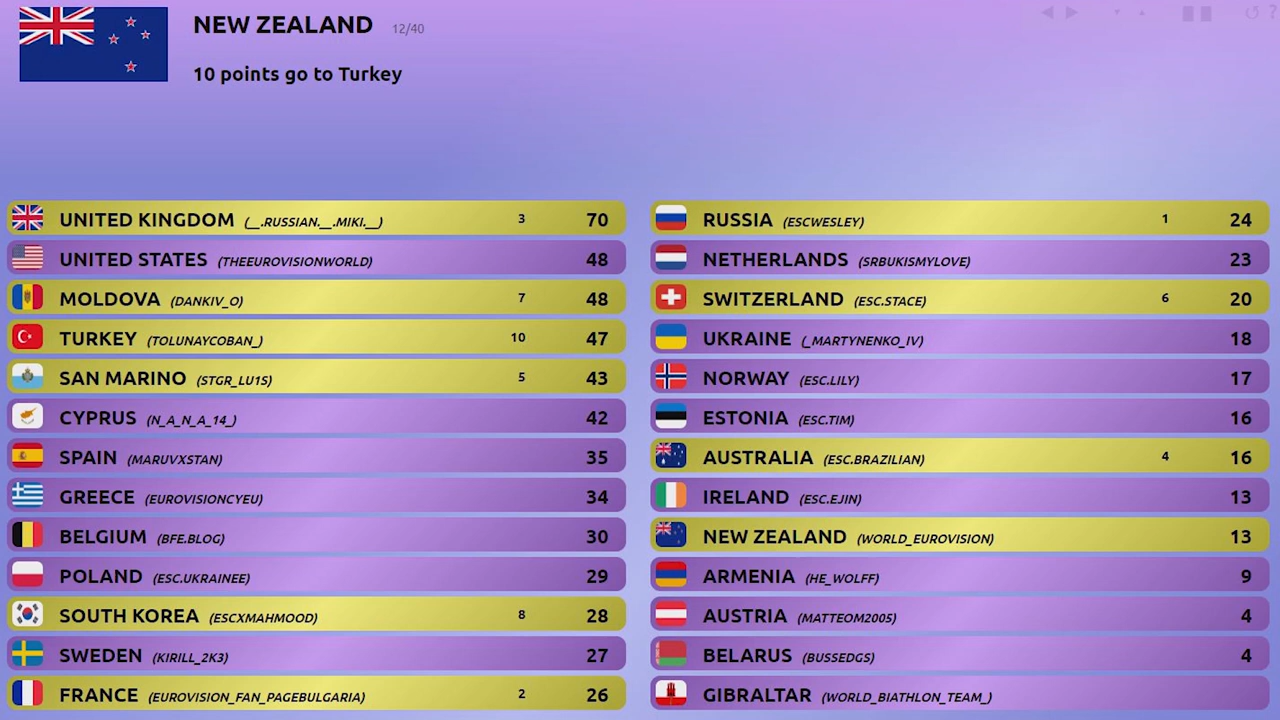 NEW ZEALAND 12/40
10 points go to Turkey
UNITED KINGDOM (__.RUSSIAN.__.MIKI.__) 3 70
UNITED STATES (THEEUROVISIONWORLD) 48
MOLDOVA (DANKIV_O) 7 48
TURKEY (TOLUNAYCOBAN_) 10 47
SAN MARINO (STGR_LU1S) 5 43
CYPRUS (N_A_N_A_14_) 42
SPAIN (MARUVXSTAN) 35
GREECE (EUROVISIONCYEU) 34
BELGIUM (BFE.BLOG) 30
POLAND (ESC.UKRAINEE) 29
SOUTH KOREA (ESCXMAHMOOD) 8 28
SWEDEN (KIRILL_2K3) 27
FRANCE (EUROVISION_FAN_PAGEBULGARIA) 2 26
RUSSIA (ESCWESLEY) 1 24
NETHERLANDS (SRBUKISMYLOVE) 23
SWITZERLAND (ESC.STACE) 6 20
UKRAINE (_MARTYNENKO_IV) 18
NORWAY (ESC.LILY) 17
ESTONIA (ESC.TIM) 16
AUSTRALIA (ESC.BRAZILIAN) 4 16
IRELAND (ESC.EJIN) 13
NEW ZEALAND (WORLD_EUROVISION) 13
ARMENIA (HE_WOLFF) 9
AUSTRIA (MATTEOM2005) 4
BELARUS (BUSSEDGS) 4
GIBRALTAR (WORLD_BIATHLON_TEAM_)